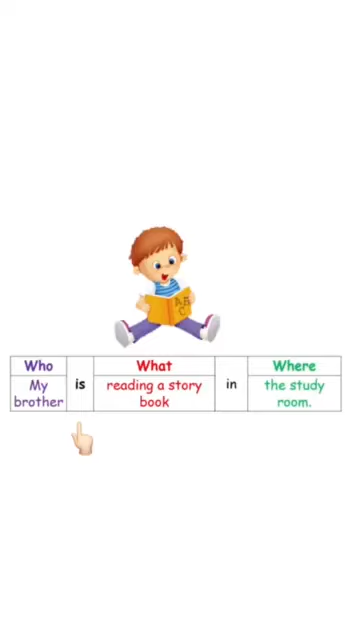 A B
C
Who What Where
My brother is reading a story book in the study room.